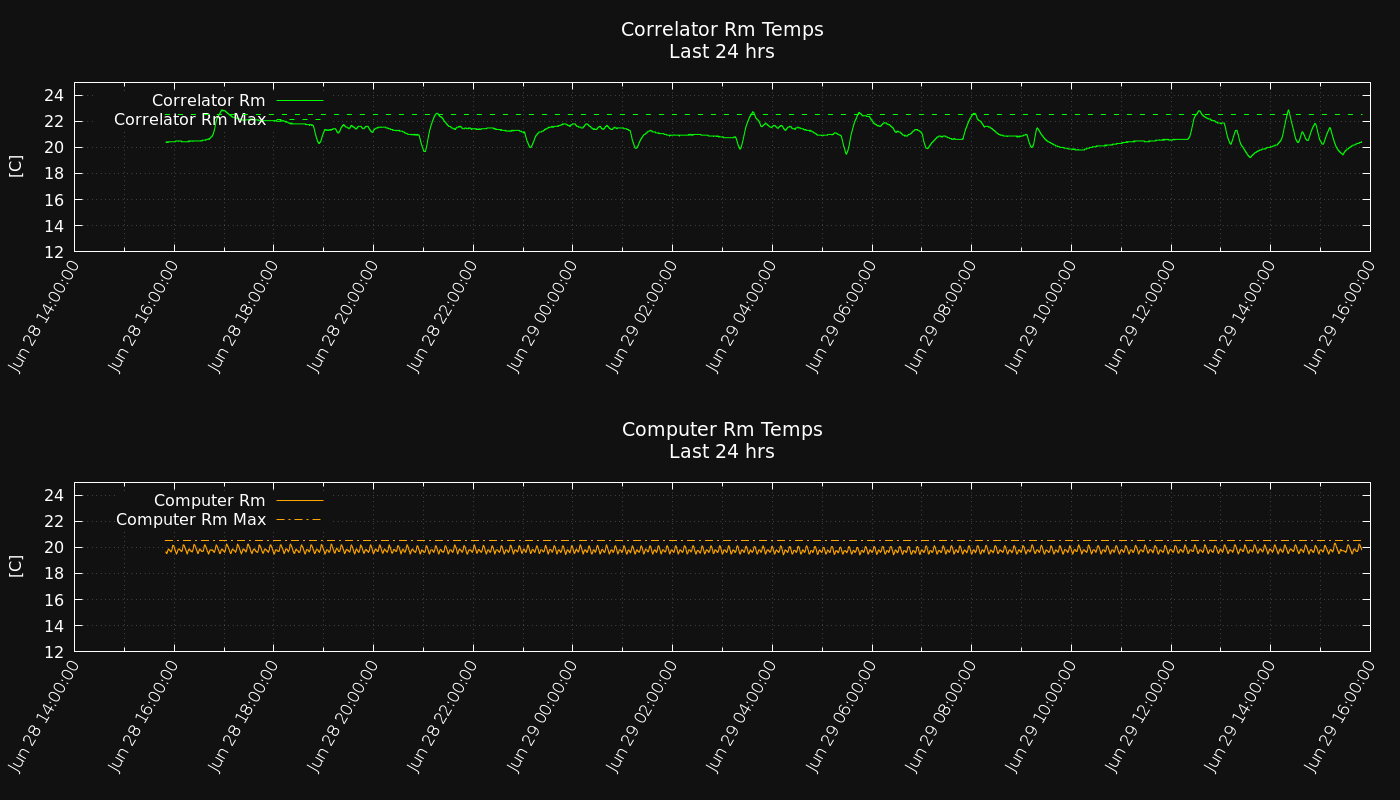 Correlator Rm Temps
Last 24 hrs
24
22
20
18
16
14
12
[C]
Correlator Rm
Correlator Rm Max
Jun 28 14:00:00
Jun 28 16:00:00
Jun 28 18:00:00
Jun 28 20:00:00
Jun 28 22:00:00
Jun 29 00:00:00
Jun 29 02:00:00
Jun 29 04:00:00
Jun 29 06:00:00
Jun 29 08:00:00
Jun 29 10:00:00
Jun 29 12:00:00
Jun 29 14:00:00
Jun 29 16:00:00
Computer Rm Temps
Last 24 hrs
24
22
20
18
16
14
12
[C]
Computer Rm
Computer Rm Max
Jun 28 14:00:00
Jun 28 16:00:00
Jun 28 18:00:00
Jun 28 20:00:00
Jun 28 22:00:00
Jun 29 00:00:00
Jun 29 02:00:00
Jun 29 04:00:00
Jun 29 06:00:00
Jun 29 08:00:00
Jun 29 10:00:00
Jun 29 12:00:00
Jun 29 14:00:00
Jun 29 16:00:00